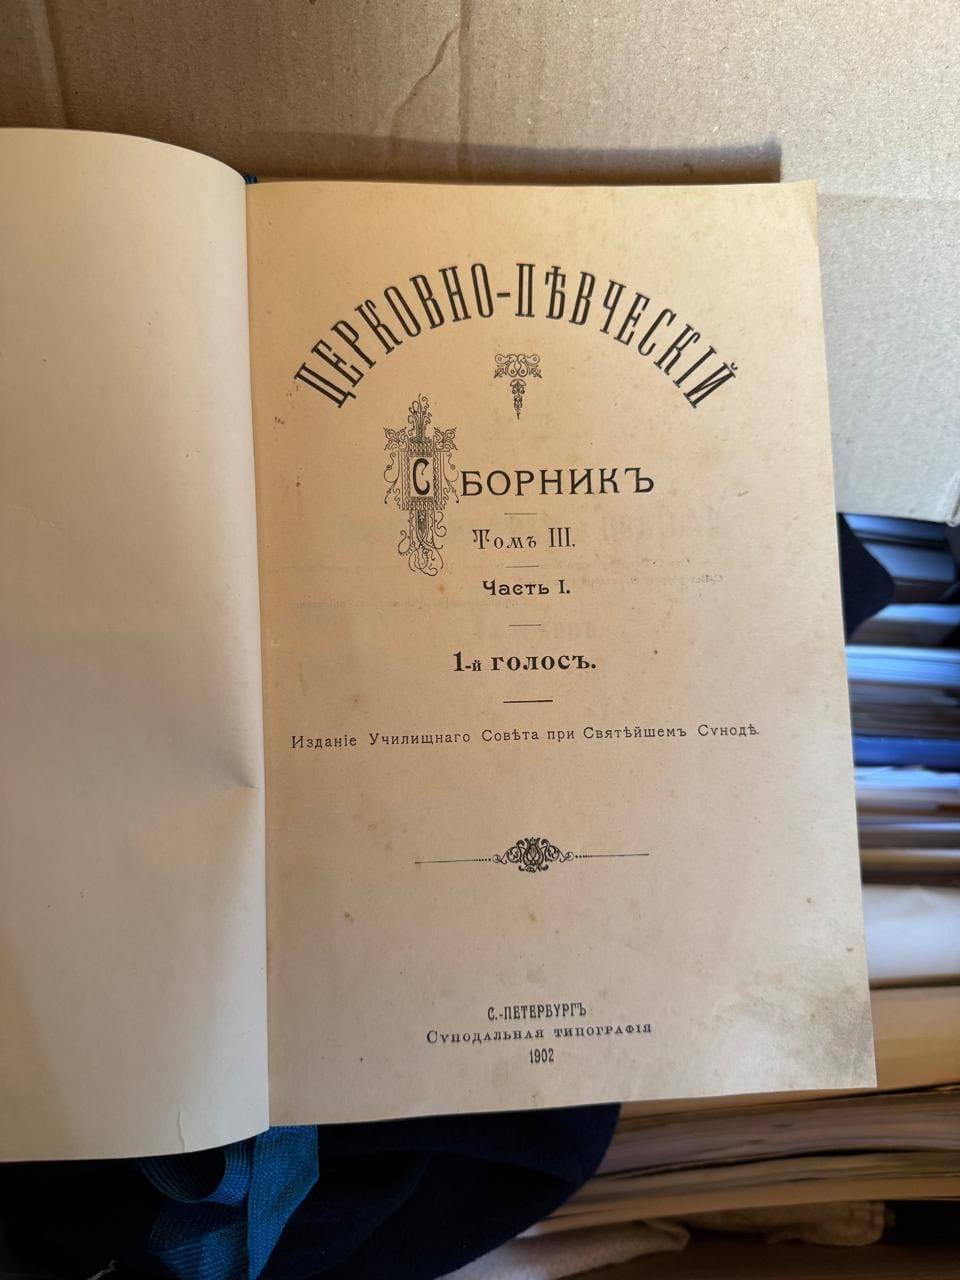 ЦЕРКОВНО-ПѢВЧЕСКІЙ
СБОРНИКЪ
Томъ III.
Часть I.
1-й голосъ.
Изданіе Училищнаго Совѣта при Святѣйшемъ Сѵнодѣ.
С.-ПЕТЕРБУРГЪ
Сѵнодальная типографія
1902